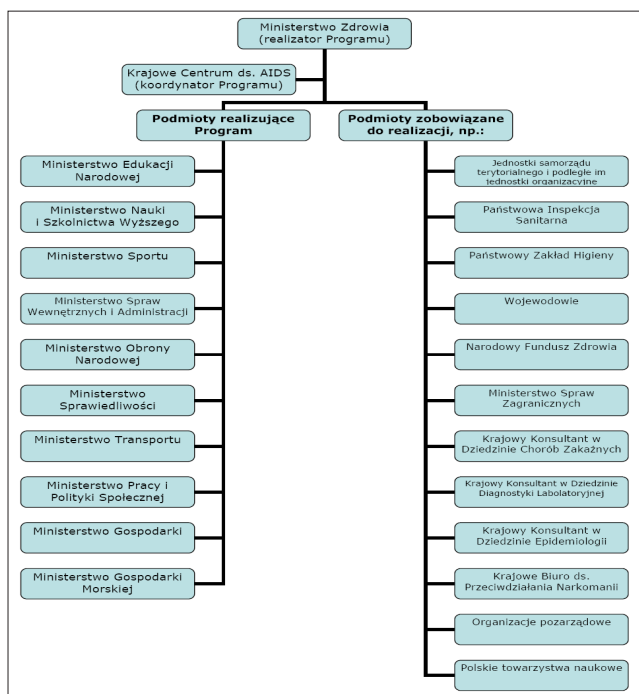 Ministerstwo Zdrowia
(realizator Programu)
Krajowe Centrum ds. AIDS
(koordynator Programu)
Podmioty realizujące
Program
Ministerstwo Edukacji
Narodowej
Ministerstwo Nauki
i Szkolnictwa Wyższego
Ministerstwo Sportu
Ministerstwo Spraw
Wewnętrznych i Administracji
Ministerstwo Obrony
Narodowej
Ministerstwo
Sprawiedliwości
Ministerstwo Transportu
Ministerstwo Pracy i
Polityki Społecznej
Ministerstwo Gospodarki
Ministerstwo Gospodarki
Morskiej
Podmioty zobowiązane
do realizacji, np.:
Jednostki samorządu
terytorialnego i podległe im
jednostki organizacyjne
Państwowa Inspekcja
Sanitarna
Państwowy Zakład Higieny
Wojewodowie
Narodowy Fundusz Zdrowia
Ministerstwo Spraw
Zagranicznych
Krajowy Konsultant w
Dziedzinie Chorób Zakaźnych
Krajowy Konsultant w Dziedzinie
Diagnostyki Labolatoryjnej
Krajowy Konsultant w
Dziedzinie Epidemiologii
Krajowe Biuro ds.
Przeciwdziałania Narkomanii
Organizacje pozarządowe
Polskie towarzystwa naukowe